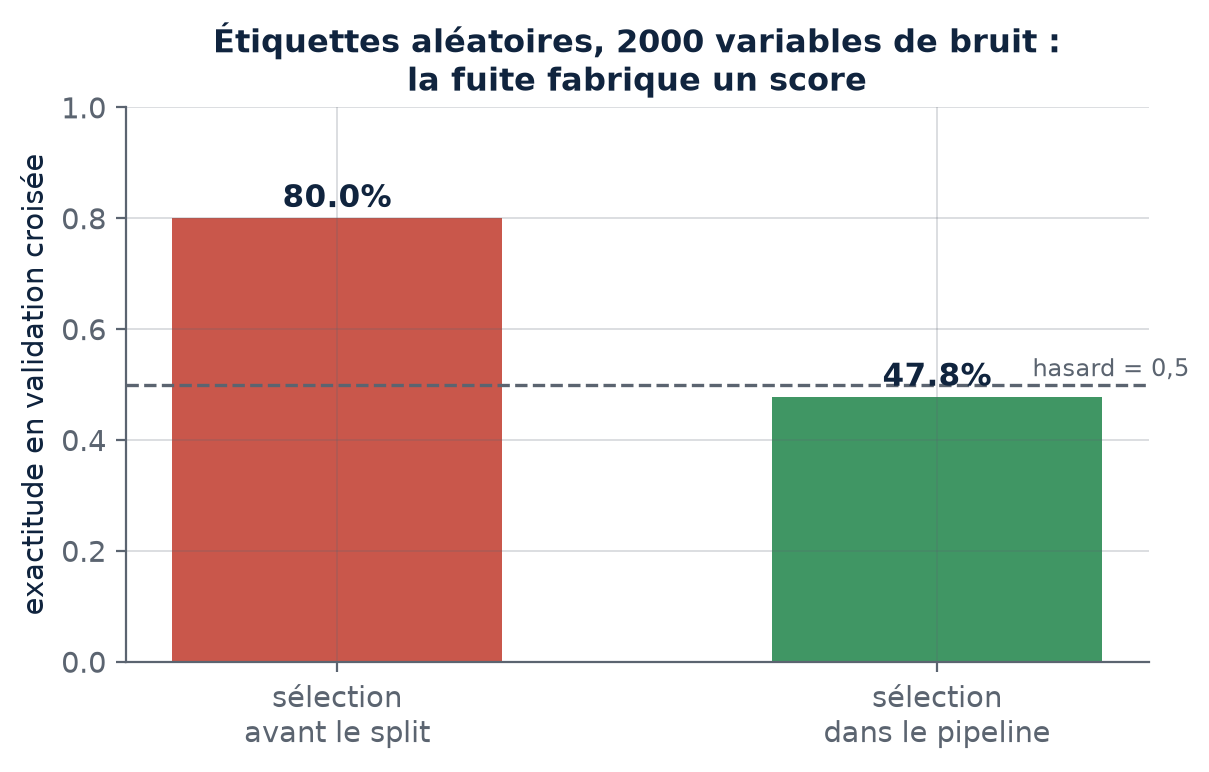 Étiquettes aléatoires, 2000 variables de bruit :
la fuite fabrique un score
exactitude en validation croisée
1.0
0.8
0.6
0.4
0.2
0.0
80.0%
47.8%
hasard = 0,5
sélection
avant le split
sélection
dans le pipeline